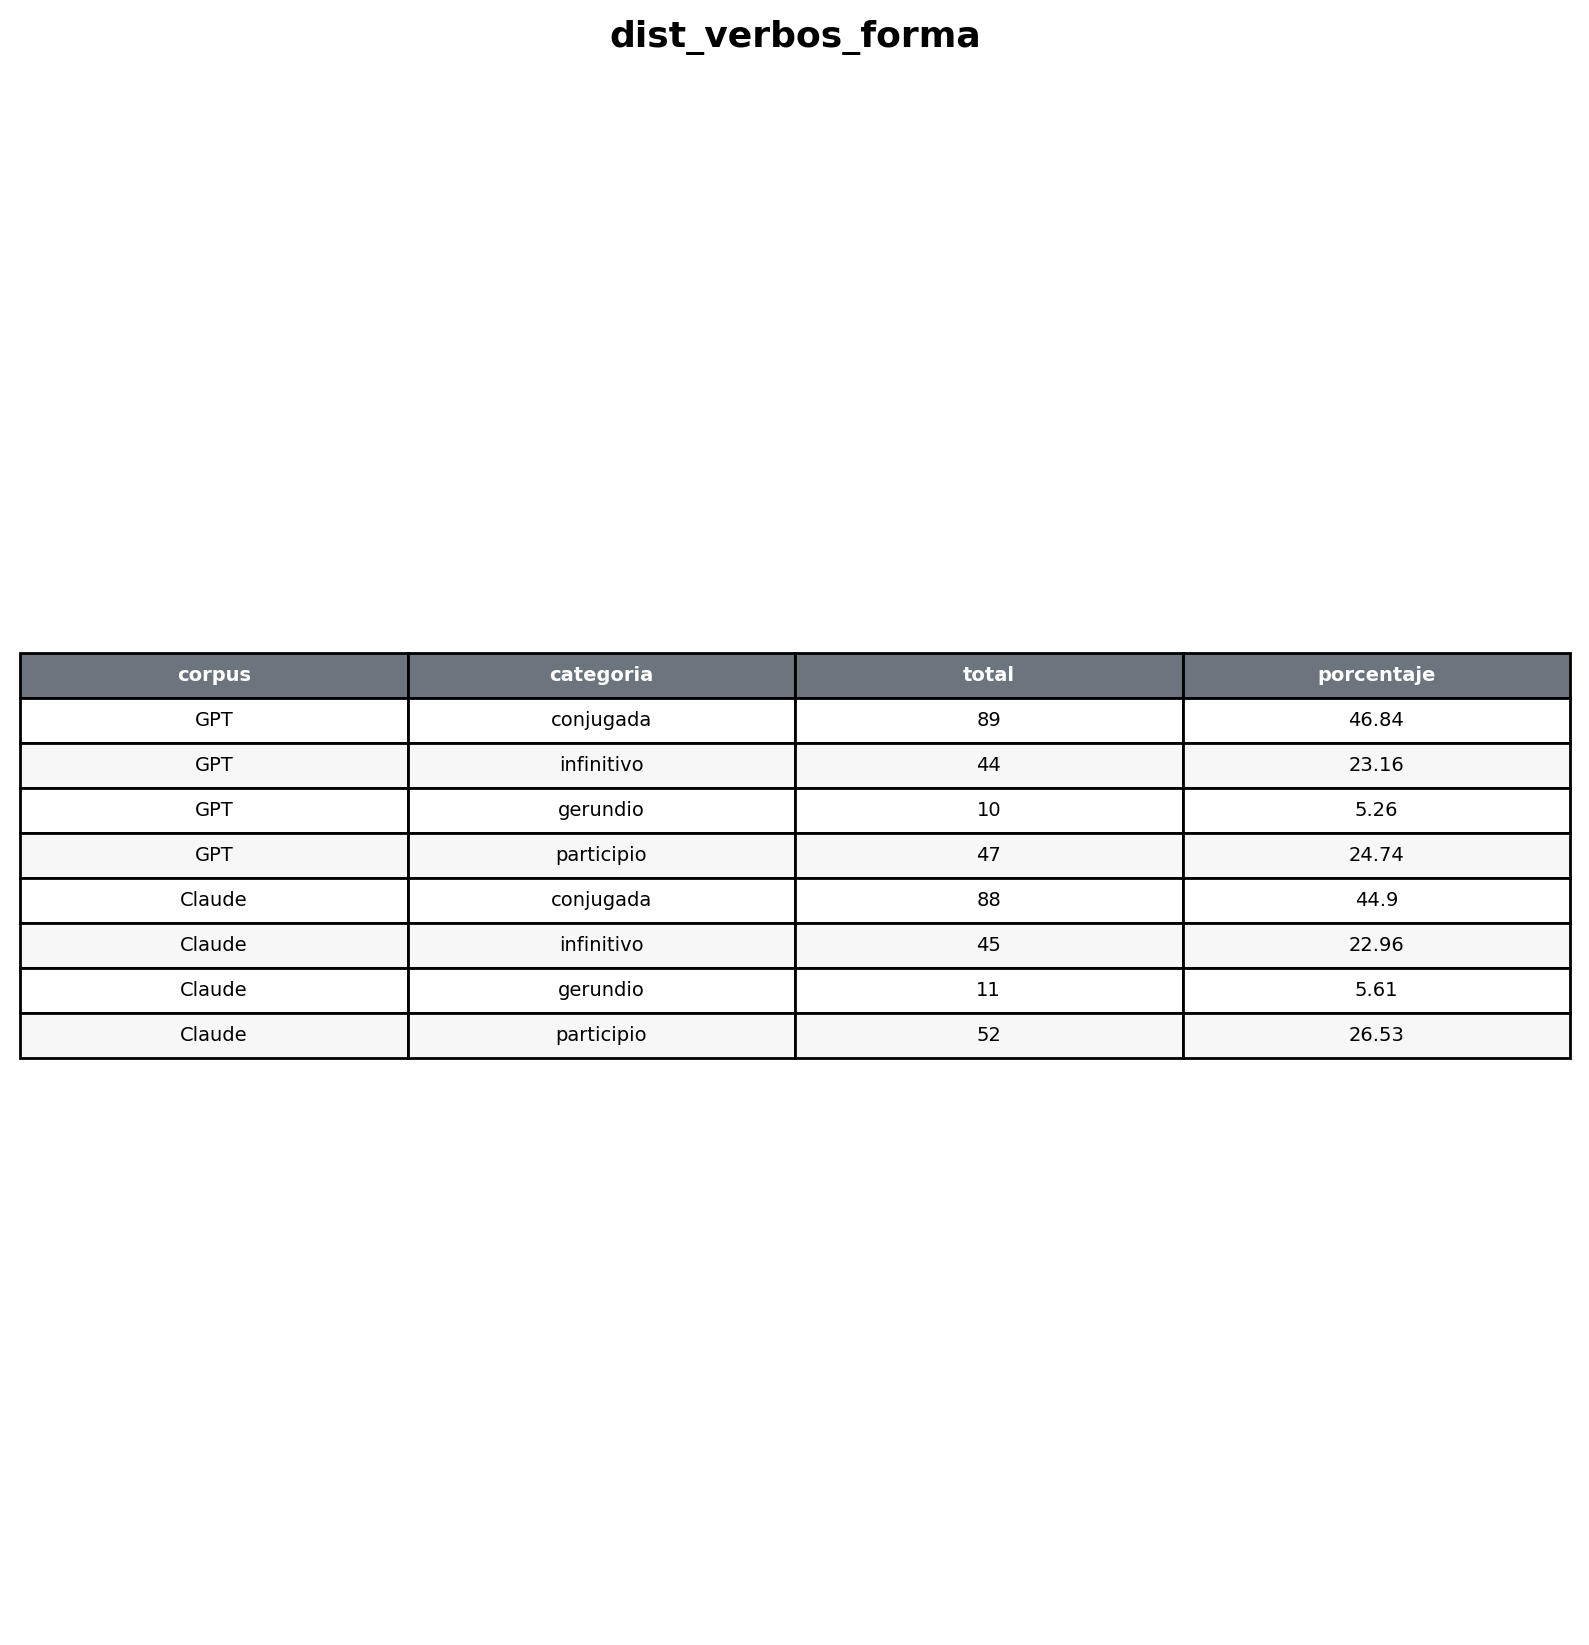 dist_verbos_forma
corpus categoria total porcentaje
GPT conjugada 89 46.84
GPT infinitivo 44 23.16
GPT gerundio 10 5.26
GPT participio 47 24.74
Claude conjugada 88 44.9
Claude infinitivo 45 22.96
Claude gerundio 11 5.61
Claude participio 52 26.53